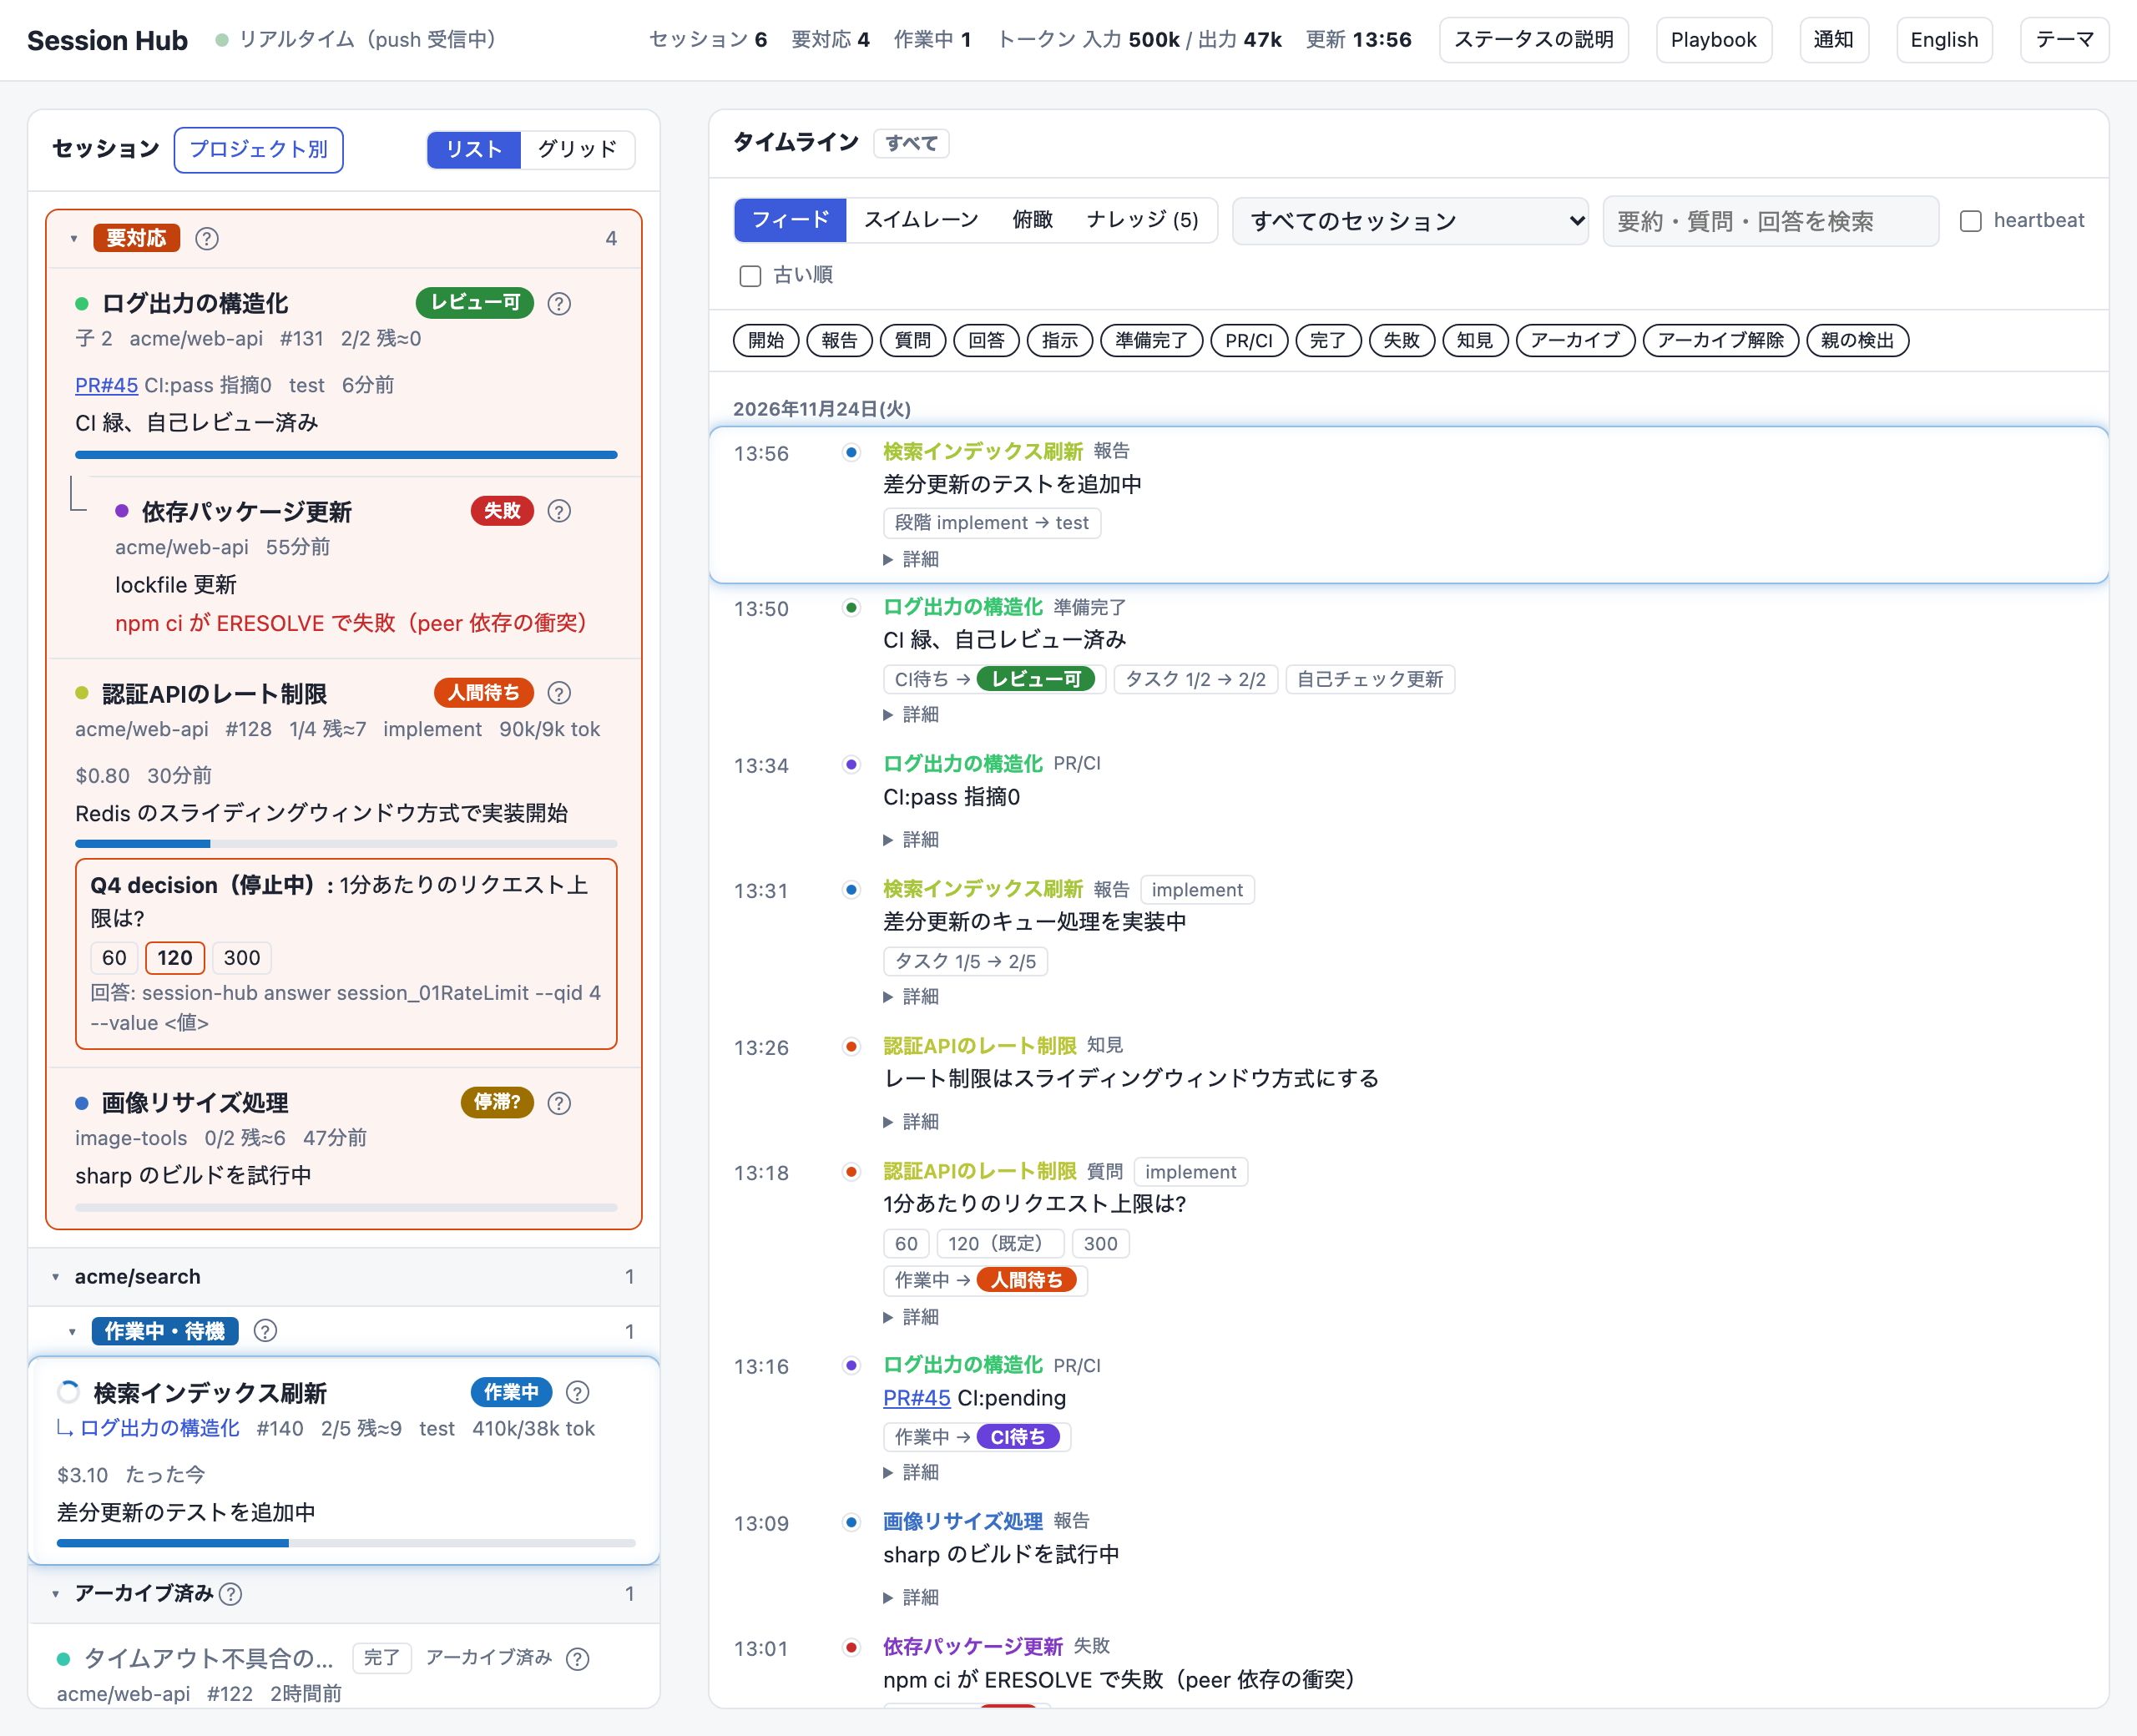 Session Hub リアルタイム（push 受信中） セッション 6 要対応 4 作業中 1 トークン 入力 500k / 出力 47k 更新 13:56 ステータスの説明 Playbook 通知 English テーマ
セッション プロジェクト別 リスト グリッド
▾ 要対応 ? 4
ログ出力の構造化 レビュー可 ?
子 2 acme/web-api #131 2/2 残≈0
PR#45 CI:pass 指摘0 test 6分前
CI 緑、自己レビュー済み
依存パッケージ更新 失敗 ?
acme/web-api 55分前
lockfile 更新
npm ci が ERESOLVE で失敗（peer 依存の衝突）
認証APIのレート制限 人間待ち ?
acme/web-api #128 1/4 残≈7 implement 90k/9k tok
$0.80 30分前
Redis のスライディングウィンドウ方式で実装開始
Q4 decision（停止中）: 1分あたりのリクエスト上
限は?
60 120 300
回答: session-hub answer session_01RateLimit --qid 4
--value <値>
画像リサイズ処理 停滞? ?
image-tools 0/2 残≈6 47分前
sharp のビルドを試行中
▾ acme/search 1
▾ 作業中・待機 ? 1
検索インデックス刷新 作業中 ?
ログ出力の構造化 #140 2/5 残≈9 test 410k/38k tok
$3.10 たった今
差分更新のテストを追加中
▾ アーカイブ済み ? 1
タイムアウト不具合の… 完了 アーカイブ済み ?
acme/web-api #122 2時間前
タイムライン すべて
フィード スイムレーン 俯瞰 ナレッジ (5) すべてのセッション 要約・質問・回答を検索 heartbeat
古い順
開始 報告 質問 回答 指示 準備完了 PR/CI 完了 失敗 知見 アーカイブ アーカイブ解除 親の検出
2026年11月24日(火)
13:56 検索インデックス刷新 報告
差分更新のテストを追加中
段階 implement → test
▶ 詳細
13:50 ログ出力の構造化 準備完了
CI 緑、自己レビュー済み
CI待ち → レビュー可 タスク 1/2 → 2/2 自己チェック更新
▶ 詳細
13:34 ログ出力の構造化 PR/CI
CI:pass 指摘0
▶ 詳細
13:31 検索インデックス刷新 報告 implement
差分更新のキュー処理を実装中
タスク 1/5 → 2/5
▶ 詳細
13:26 認証APIのレート制限 知見
レート制限はスライディングウィンドウ方式にする
▶ 詳細
13:18 認証APIのレート制限 質問 implement
1分あたりのリクエスト上限は?
60 120（既定） 300
作業中 → 人間待ち
▶ 詳細
13:16 ログ出力の構造化 PR/CI
PR#45 CI:pending
作業中 → CI待ち
▶ 詳細
13:09 画像リサイズ処理 報告
sharp のビルドを試行中
▶ 詳細
13:01 依存パッケージ更新 失敗
npm ci が ERESOLVE で失敗（peer 依存の衝突）